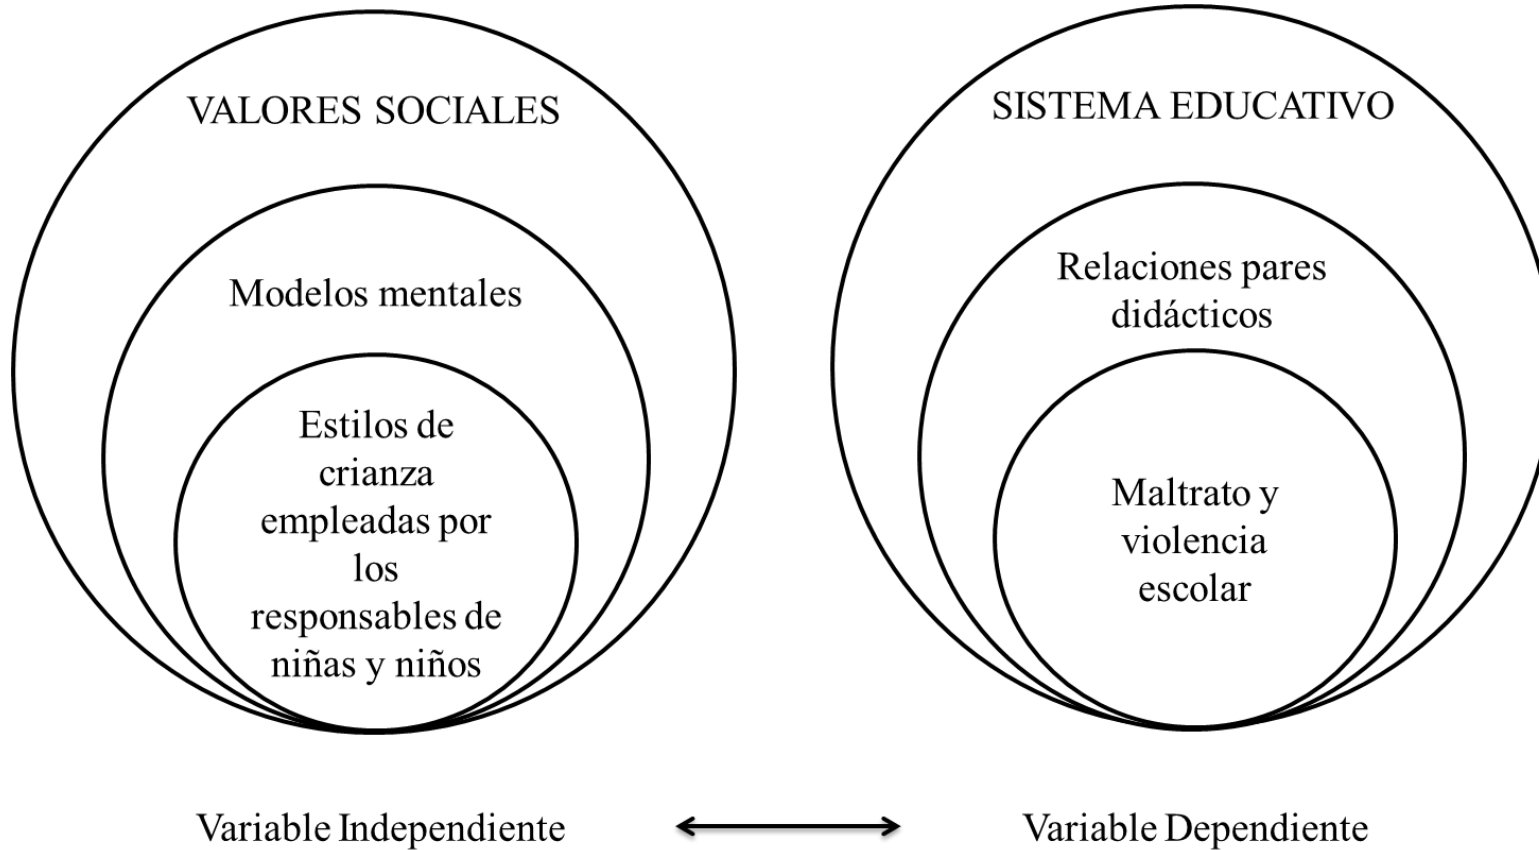 VALORES SOCIALES
Modelos mentales
Estilos de
crianza
empleadas por
los
responsables de
niñas y niños
SISTEMA EDUCATIVO
Relaciones pares
didácticos
Maltrato y
violencia
escolar
Variable Independiente
Variable Dependiente